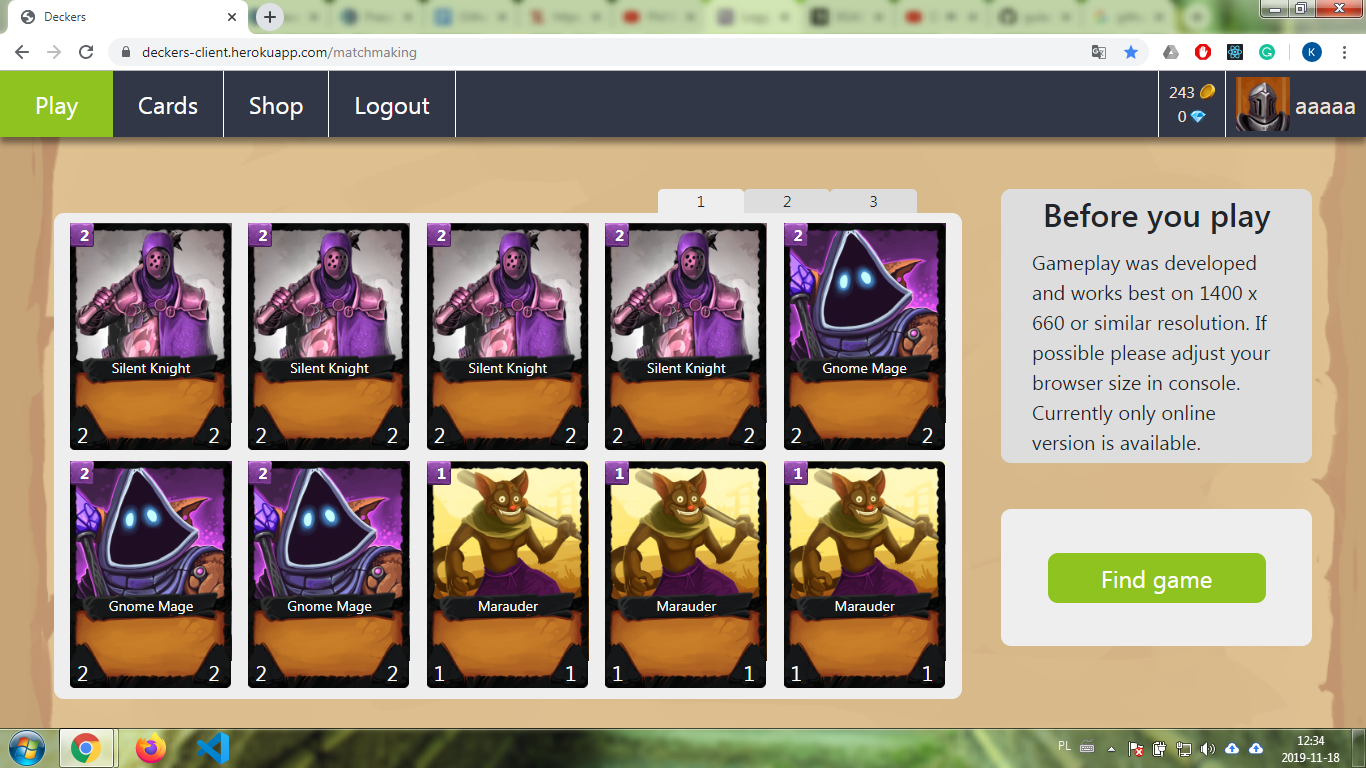 Deckers
deckers-client.herokuapp.com/matchmaking
K
Play
Cards
Shop
Logout
243
0
aaaaa
1
2
3
2
2
2
2
2
Silent Knight
Silent Knight
Silent Knight
Silent Knight
Gnome Mage
2 2
2 2
2 2
2 2
2 2
2
2
1
1
1
Gnome Mage
Gnome Mage
Marauder
Marauder
Marauder
2 2
2 2
1 1
1 1
1 1
Before you play
Gameplay was developed
and works best on 1400 x
660 or similar resolution. If
possible please adjust your
browser size in console.
Currently only online
version is available.
Find game
PL
12:34
2019-11-18